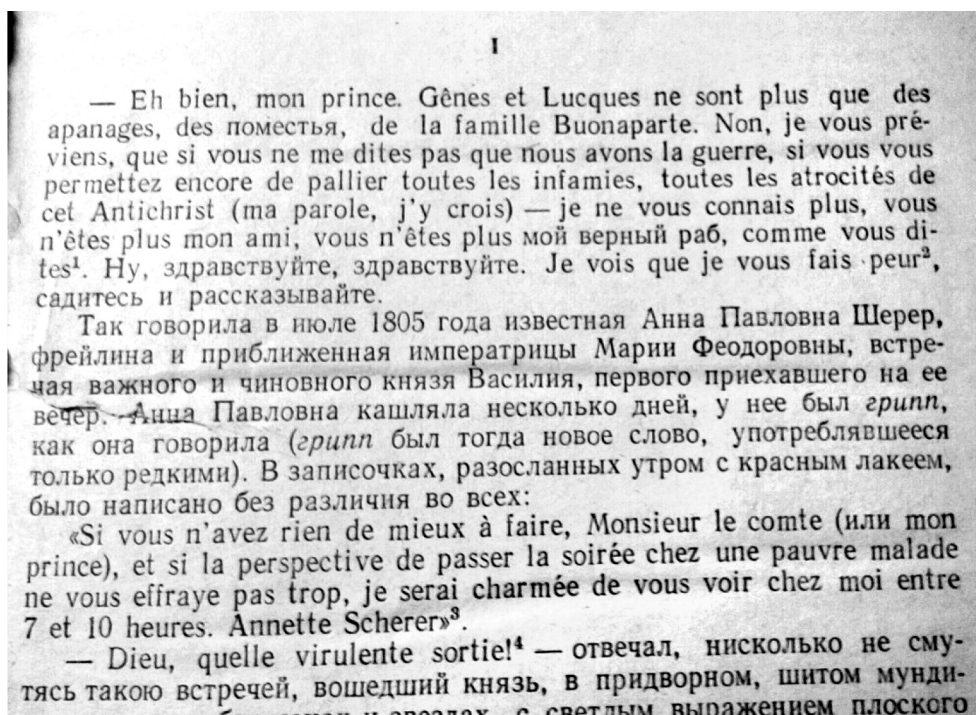 I
— Eh bien, mon prince. Gênes et Lucques ne sont plus que des
apanages, des поместья, de la famille Buonaparte. Non, je vous pré-
viens, que si vous ne me dites pas que nous avons la guerre, si vous vous
permettez encore de pallier toutes les infamies, toutes les atrocités de
cet Antichrist (ma parole, j'y crois) — je ne vous connais plus, vous
n'êtes plus mon ami, vous n'êtes plus мой верный раб, comme vous di-
tes¹. Ну, здравствуйте, здравствуйте. Je vois que je vous fais peur²,
садитесь и рассказывайте.
Так говорила в июле 1805 года известная Анна Павловна Шерер,
фрейлина и приближенная императрицы Марии Феодоровны, встре-
чая важного и чиновного князя Василия, первого приехавшего на ее
вечер. Анна Павловна кашляла несколько дней, у нее был грипп,
как она говорила (грипп был тогда новое слово, употреблявшееся
только редкими). В записочках, разосланных утром с красным лакеем,
было написано без различия во всех:
«Si vous n'avez rien de mieux à faire, Monsieur le comte (или mon
prince), et si la perspective de passer la soirée chez une pauvre malade
ne vous effraye pas trop, je serai charmée de vous voir chez moi entre
7 et 10 heures. Annette Scherer»³.
— Dieu, quelle virulente sortie!⁴ — отвечал, нисколько не сму-
тясь такою встречей, вошедший князь, в придворном, шитом мунди-
с светлым выражением плоского